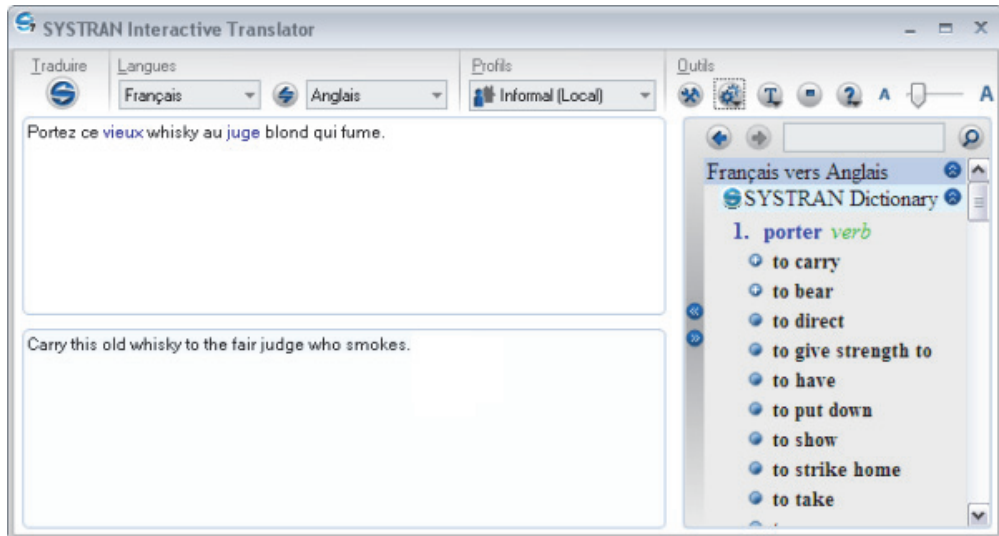 SYSTRAN Interactive Translator
Traduire
Langues
Profils
Outils
Français
Anglais
Informal (Local)
T
?
A
A
Portez ce vieux whisky au juge blond qui fume.
Carry this old whisky to the fair judge who smokes.
Français vers Anglais
SYSTRAN Dictionary
1. porter verb
to carry
to bear
to direct
to give strength to
to have
to put down
to show
to strike home
to take